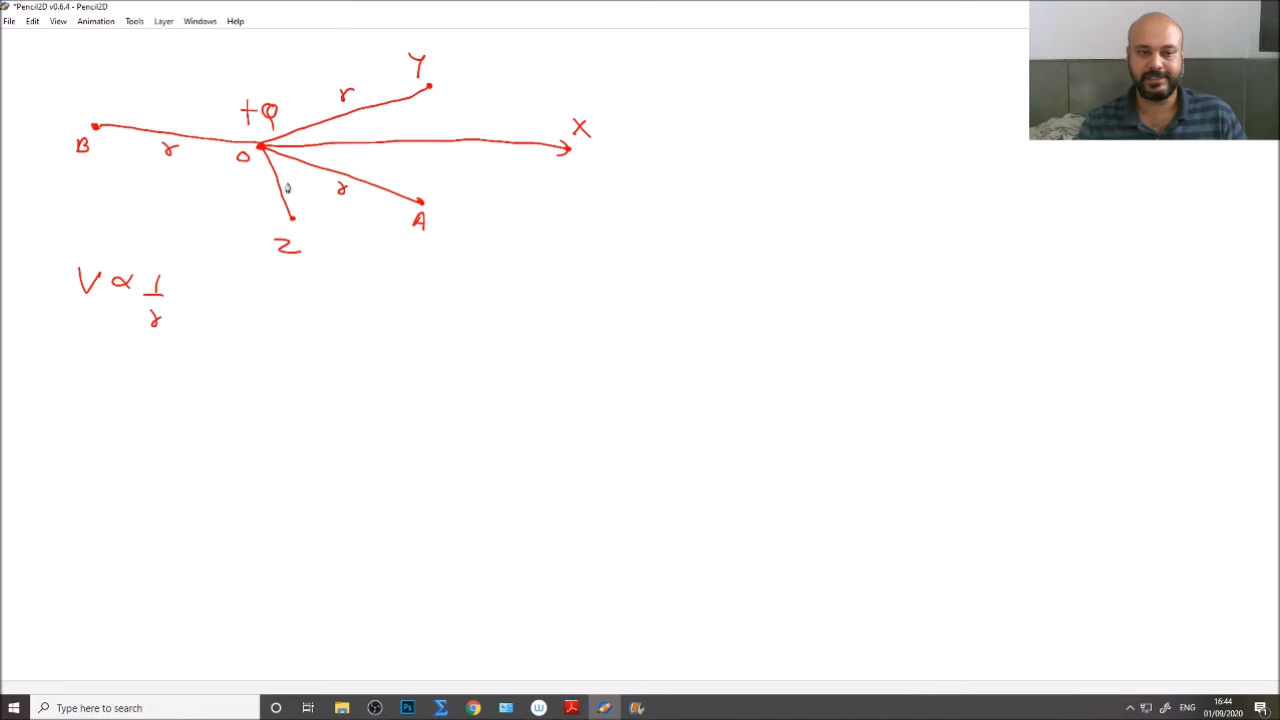 *Pencil2D v0.6.4 - Pencil2D
File Edit View Animation Tools Layer Windows Help
Y
r
+Q
X
B
r
O
r
A
Z
V ∝ 1/r
Type here to search
Ps
W
ENG
16:44
01/09/2020